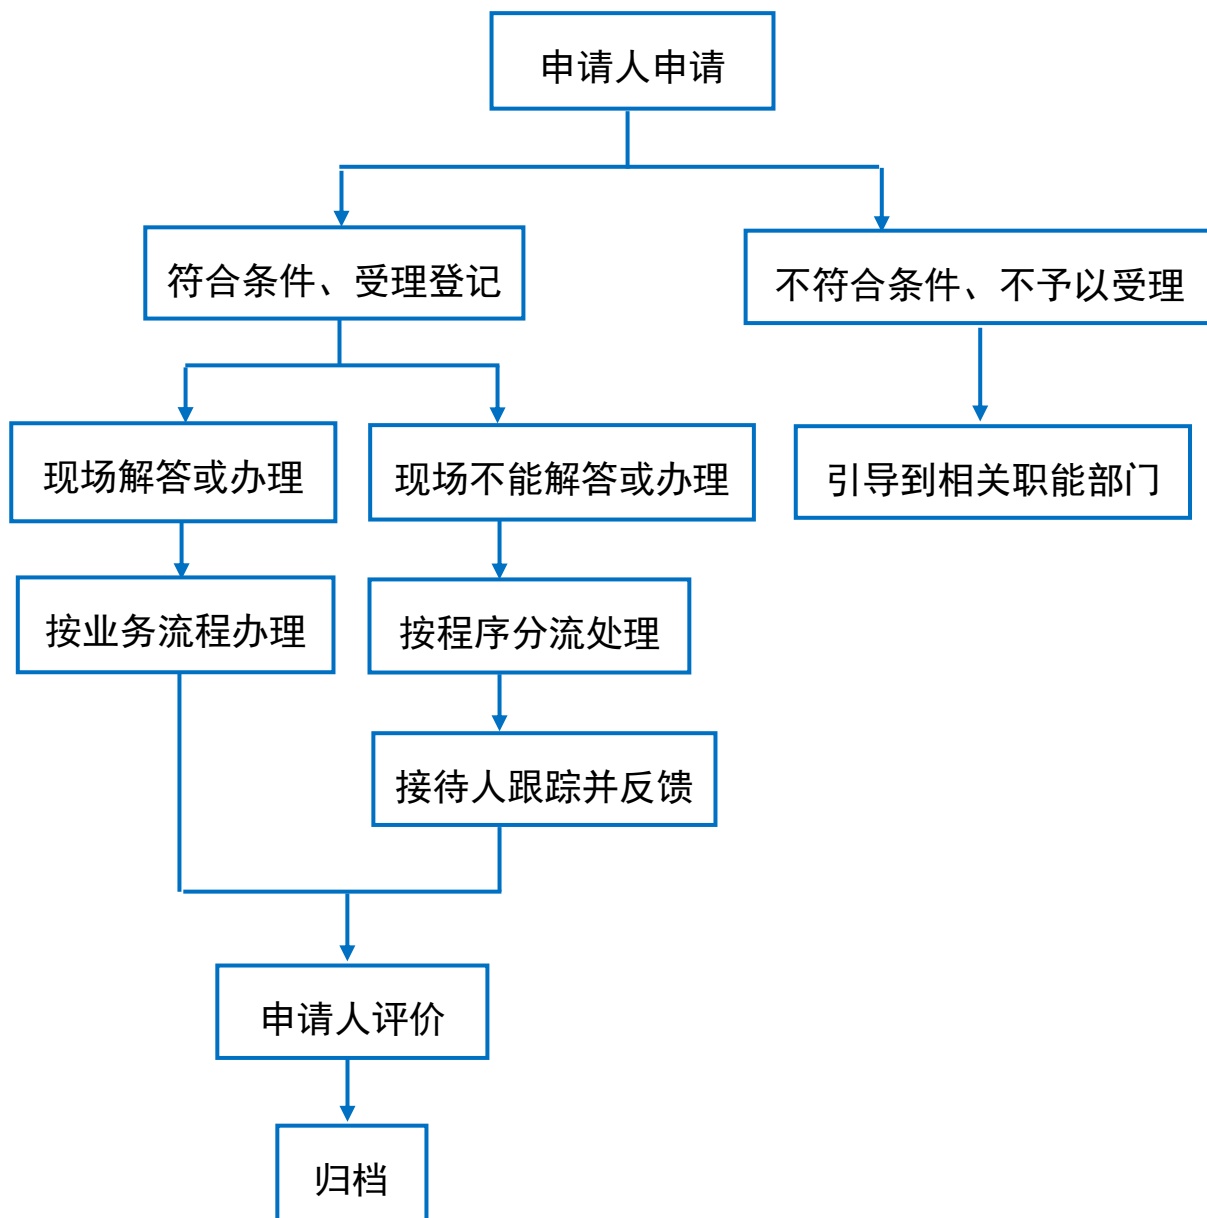 申请人申请
符合条件、受理登记
不符合条件、不予以受理
现场解答或办理
现场不能解答或办理
引导到相关职能部门
按业务流程办理
按程序分流处理
接待人跟踪并反馈
申请人评价
归档